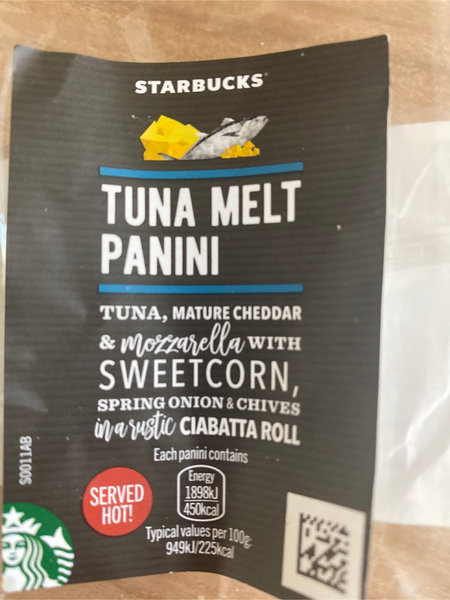 STARBUCKS®
TUNA MELT
PANINI
TUNA, MATURE CHEDDAR
& mozzarella WITH
SWEETCORN,
SPRING ONION & CHIVES
in a rustic CIABATTA ROLL
Each panini contains
Energy
1898kJ
450kcal
SERVED
HOT!
Typical values per 100g:
949kJ/225kcal
S0011AB